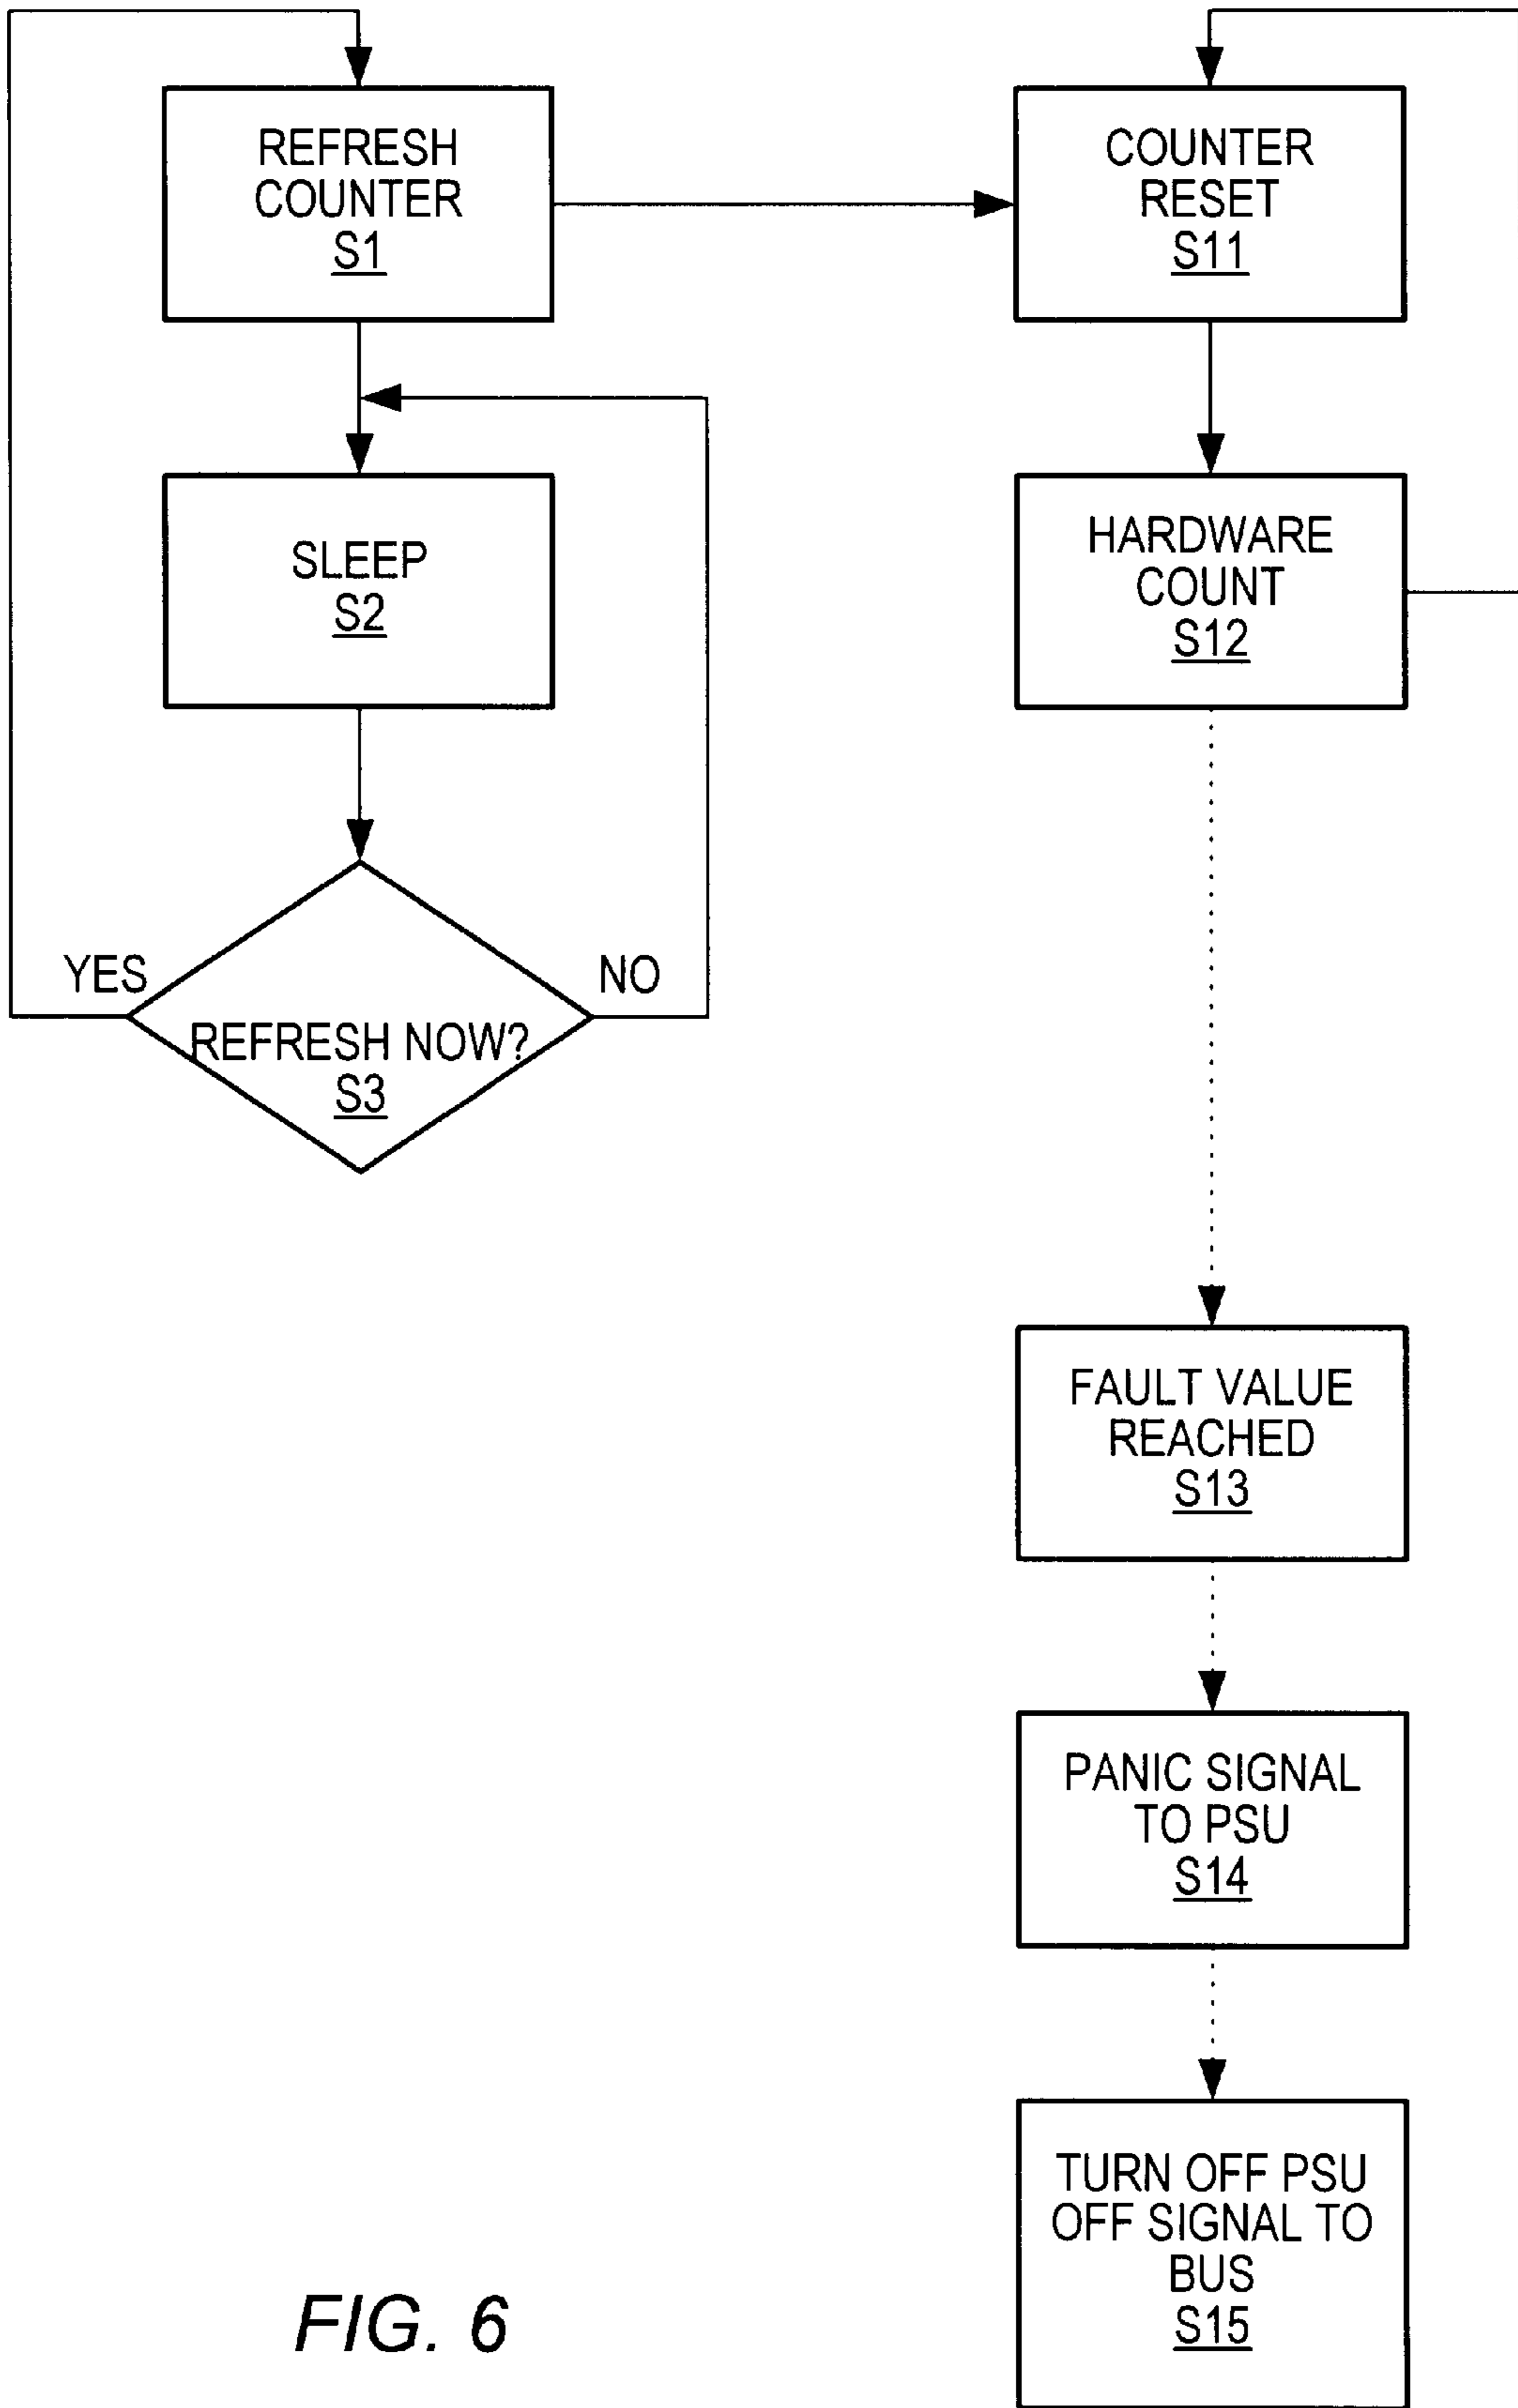 REFRESH
COUNTER
S1
COUNTER
RESET
S11
SLEEP
S2
HARDWARE
COUNT
S12
YES
NO
REFRESH NOW?
S3
FAULT VALUE
REACHED
S13
PANIC SIGNAL
TO PSU
S14
TURN OFF PSU
OFF SIGNAL TO
BUS
S15
FIG. 6